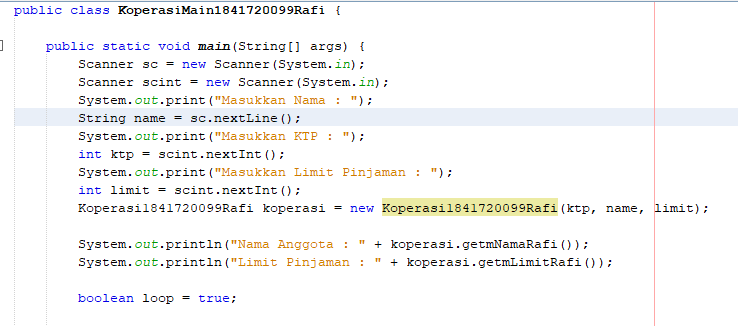 public class KoperasiMain1841720099Rafi {
public static void main(String[] args) {
Scanner sc = new Scanner(System.in);
Scanner scint = new Scanner(System.in);
System.out.print("Masukkan Nama : ");
String name = sc.nextLine();
System.out.print("Masukkan KTP : ");
int ktp = scint.nextInt();
System.out.print("Masukkan Limit Pinjaman : ");
int limit = scint.nextInt();
Koperasi1841720099Rafi koperasi = new Koperasi1841720099Rafi(ktp, name, limit);
System.out.println("Nama Anggota : " + koperasi.getmNamaRafi());
System.out.println("Limit Pinjaman : " + koperasi.getmLimitRafi());
boolean loop = true;